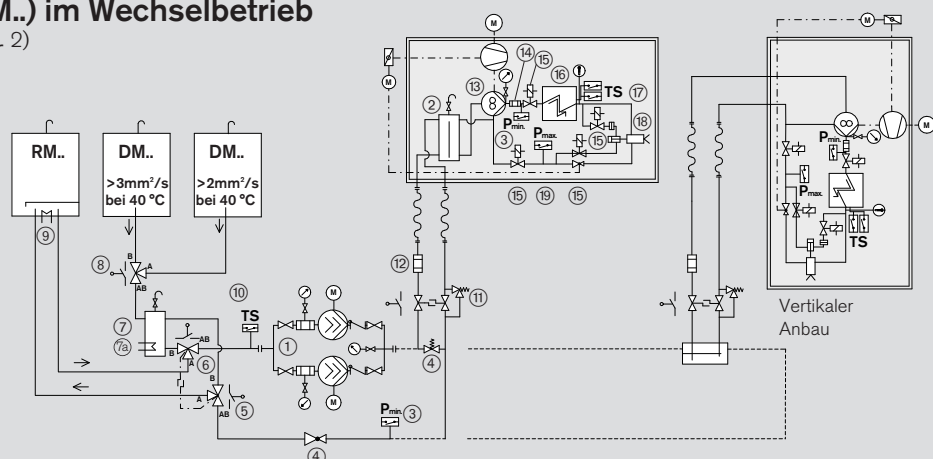 M..) im Wechselbetrieb
. 2)
RM..
DM..
>3mm²/s
bei 40 °C
DM..
>2mm²/s
bei 40 °C
9
8
B
A
AB
7
7a
B
AB
A
6
10
TS
1
M
M
B
A
AB
5
4
Pmin.
3
4
11
12
M
M
2
13
14
15
16
TS
17
18
Pmin.
3
Pmax.
15
15
19
15
M
M
M
Pmin.
Pmax.
TS
Vertikaler
Anbau